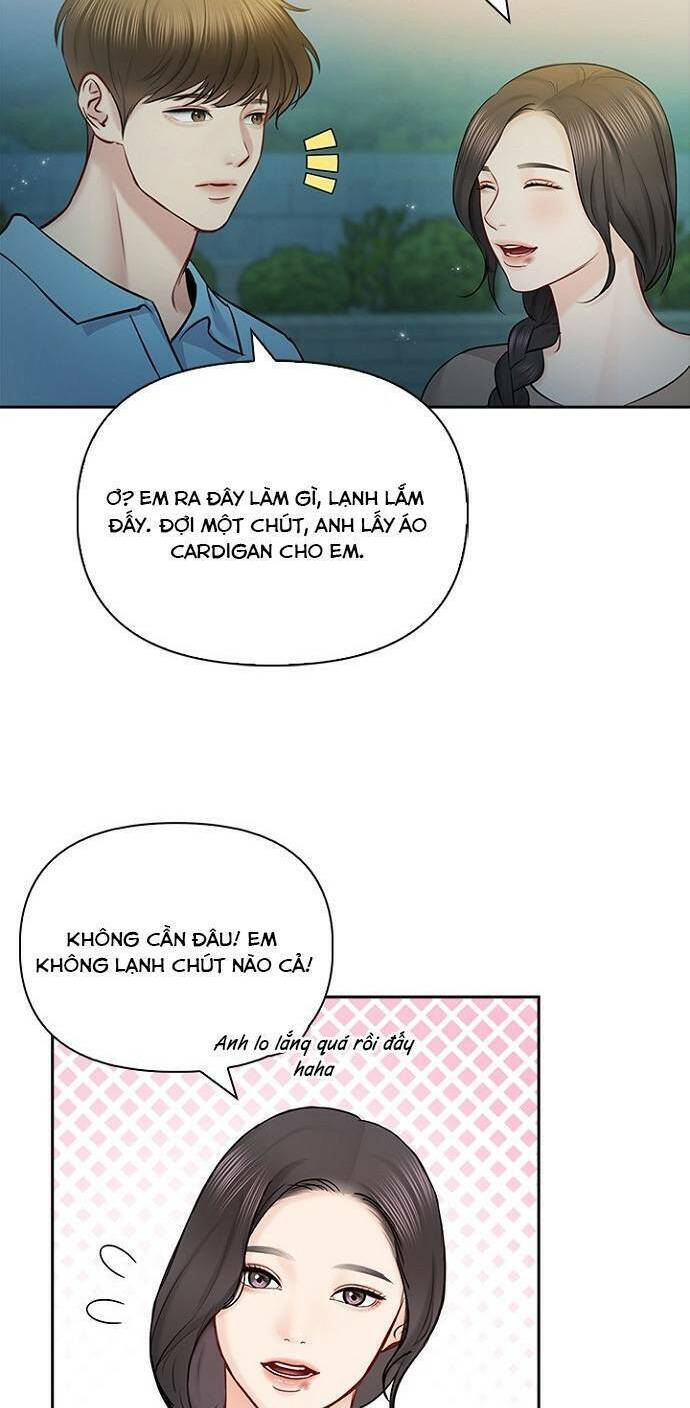 Ơ? EM RA ĐÂY LÀM GÌ, LẠNH LẮM
ĐẤY. ĐỢI MỘT CHÚT, ANH LẤY ÁO
CARDIGAN CHO EM.
KHÔNG CẦN ĐÂU! EM
KHÔNG LẠNH CHÚT NÀO CẢ!
Anh lo lắng quá rồi đấy
haha